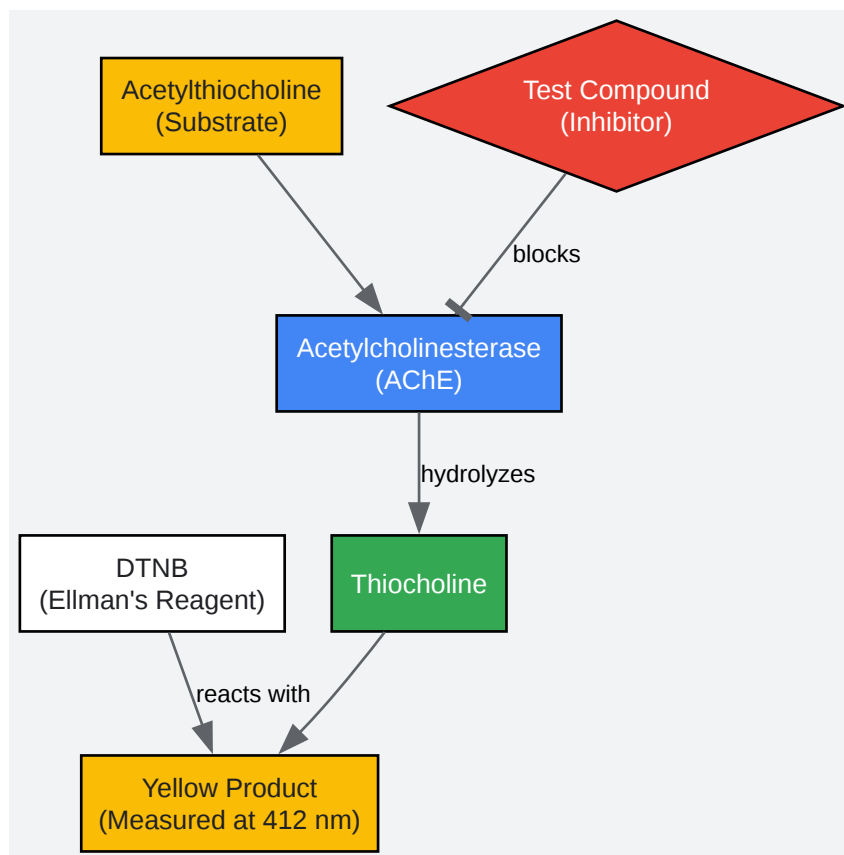 Acetylthiocholine
(Substrate)
Test Compound
(Inhibitor)
blocks
Acetylcholinesterase
(AChE)
hydrolyzes
DTNB
(Ellman's Reagent)
Thiocholine
reacts with
Yellow Product
(Measured at 412 nm)